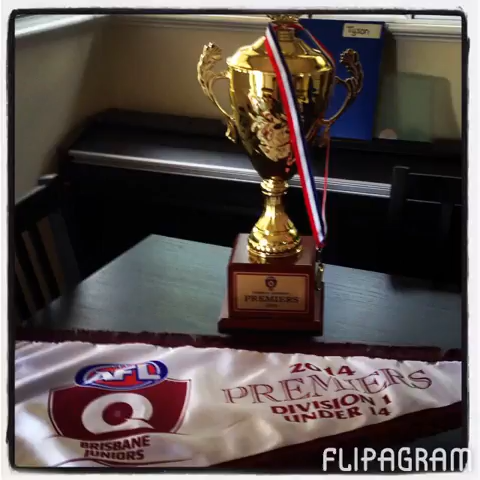 Tyson
PREMIERS
AFL
Q
BRISBANE
JUNIORS
2014
PREMIERS
DIVISION 1
UNDER 14
FLIPAGRAM